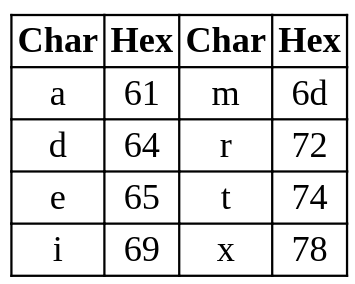 Char Hex Char Hex
a 61 m 6d
d 64 r 72
e 65 t 74
i 69 x 78